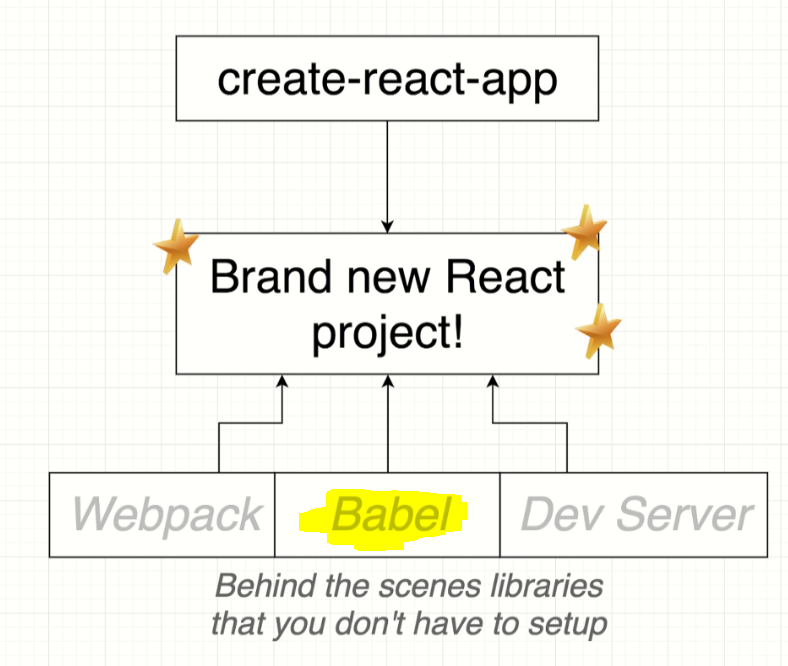 create-react-app
Brand new React
project!
Webpack
Babel
Dev Server
Behind the scenes libraries
that you don't have to setup